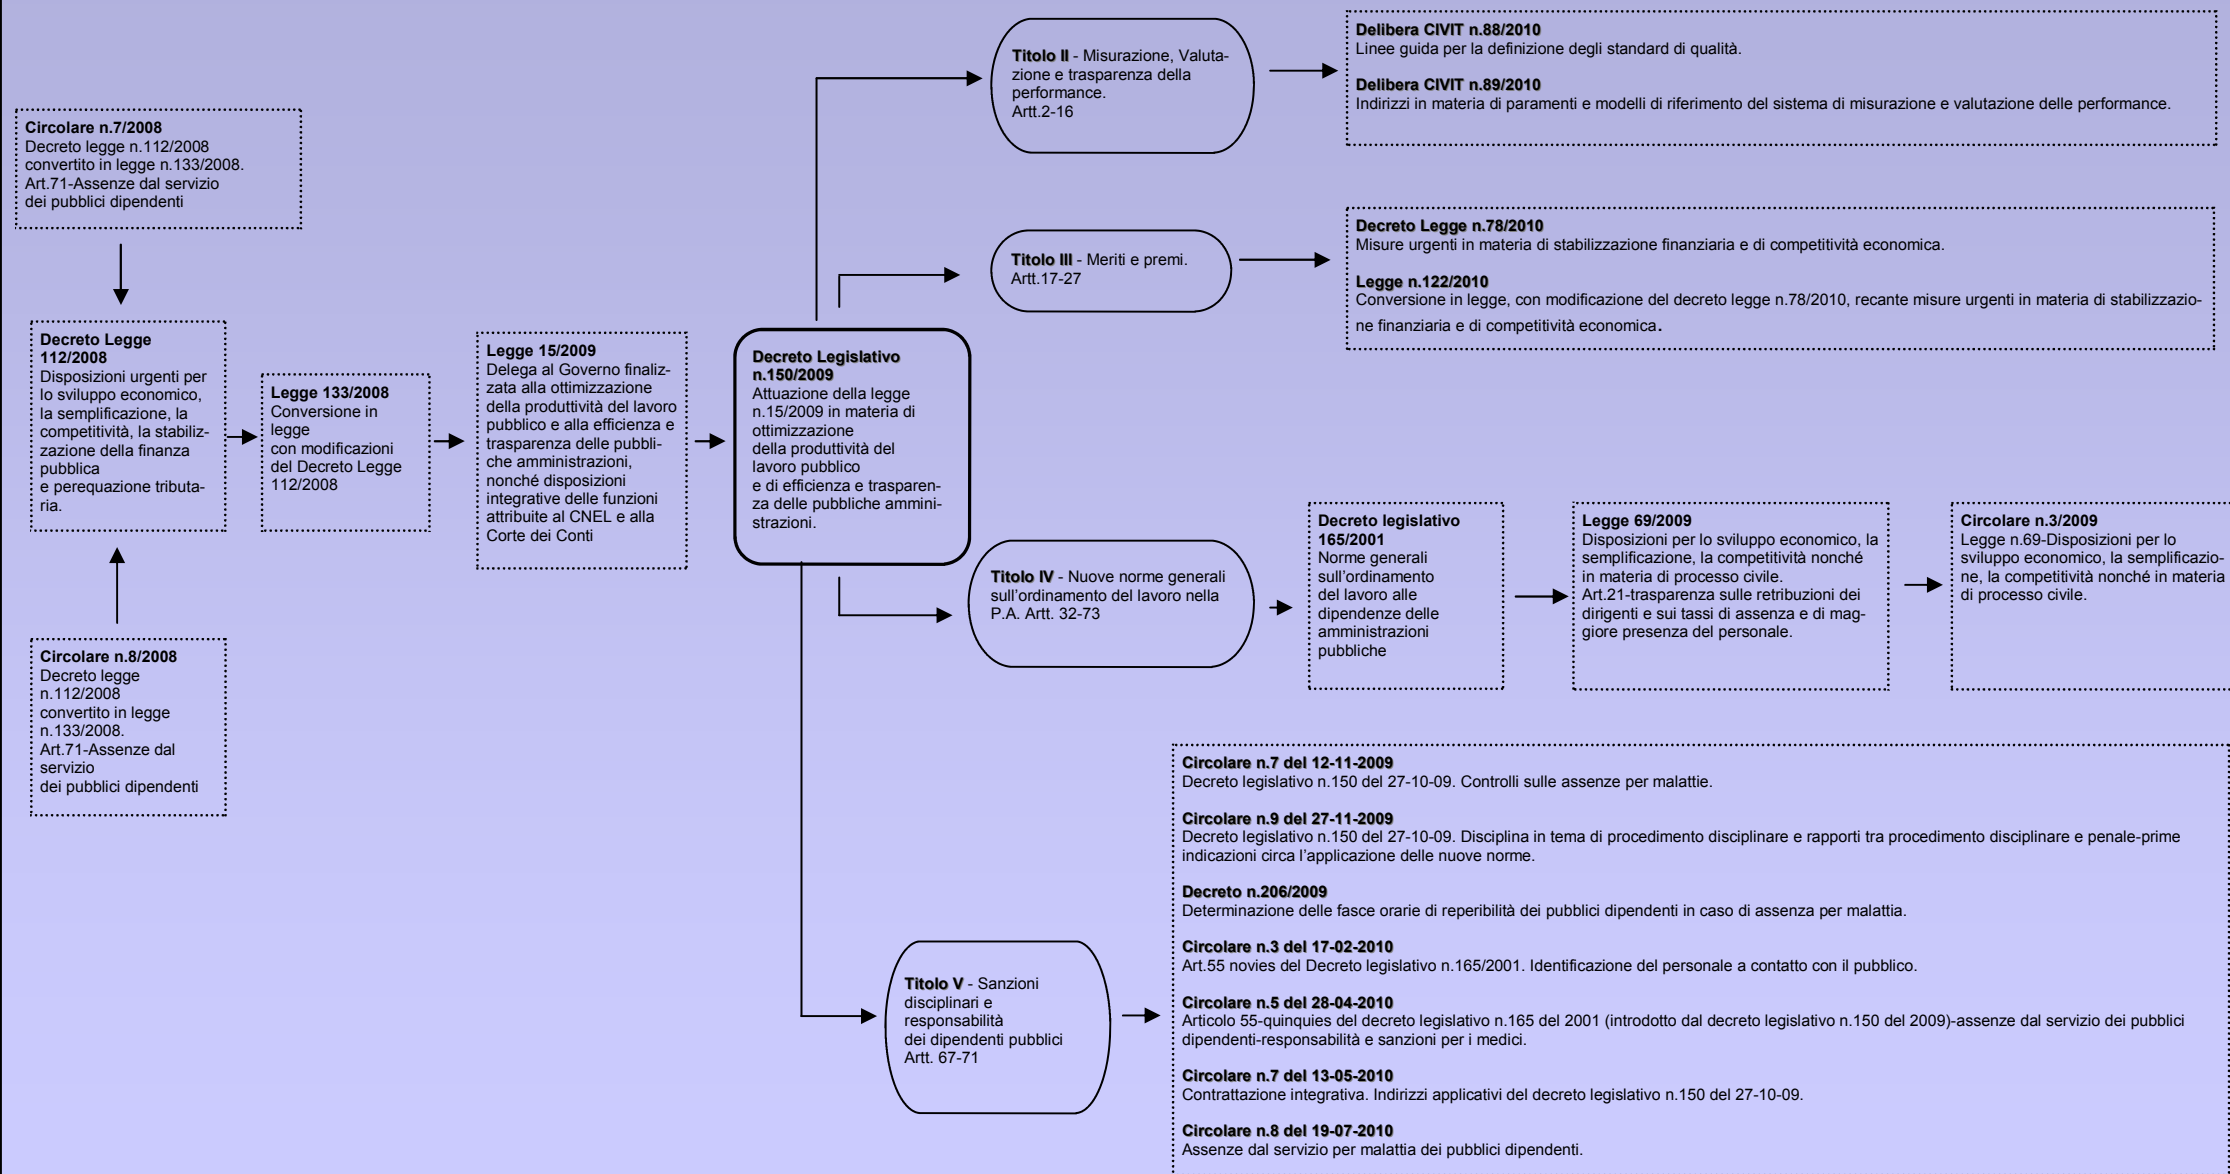 Circolare n.7/2008
Decreto legge n.112/2008
convertito in legge n.133/2008.
Art.71-Assenze dal servizio
dei pubblici dipendenti
Decreto Legge
112/2008
Disposizioni urgenti per
lo sviluppo economico,
la semplificazione, la
competitività, la stabiliz-
zazione della finanza
pubblica
e perequazione tributa-
ria.
Circolare n.8/2008
Decreto legge
n.112/2008
convertito in legge
n.133/2008.
Art.71-Assenze dal
servizio
dei pubblici dipendenti
Legge 133/2008
Conversione in
legge
con modificazioni
del Decreto Legge
112/2008
Legge 15/2009
Delega al Governo finaliz-
zata alla ottimizzazione
della produttività del lavoro
pubblico e alla efficienza e
trasparenza delle pubbli-
che amministrazioni,
nonché disposizioni
integrative delle funzioni
attribuite al CNEL e alla
Corte dei Conti
Decreto Legislativo
n.150/2009
Attuazione della legge
n.15/2009 in materia di
ottimizzazione
della produttività del
lavoro pubblico
e di efficienza e trasparen-
za delle pubbliche ammini-
strazioni.
Titolo II - Misurazione, Valuta-
zione e trasparenza della
performance.
Artt.2-16
Delibera CIVIT n.88/2010
Linee guida per la definizione degli standard di qualità.
Delibera CIVIT n.89/2010
Indirizzi in materia di paramenti e modelli di riferimento del sistema di misurazione e valutazione delle performance.
Titolo III - Meriti e premi.
Artt.17-27
Decreto Legge n.78/2010
Misure urgenti in materia di stabilizzazione finanziaria e di competitività economica.
Legge n.122/2010
Conversione in legge, con modificazione del decreto legge n.78/2010, recante misure urgenti in materia di stabilizzazio-
ne finanziaria e di competitività economica.
Titolo IV - Nuove norme generali
sull'ordinamento del lavoro nella
P.A. Artt. 32-73
Decreto legislativo
165/2001
Norme generali
sull'ordinamento
del lavoro alle
dipendenze delle
amministrazioni
pubbliche
Legge 69/2009
Disposizioni per lo sviluppo economico, la
semplificazione, la competitività nonché
in materia di processo civile.
Art.21-trasparenza sulle retribuzioni dei
dirigenti e sui tassi di assenza e di mag-
giore presenza del personale.
Circolare n.3/2009
Legge n.69-Disposizioni per lo
sviluppo economico, la semplificazio-
ne, la competitività nonché in materia
di processo civile.
Titolo V - Sanzioni
disciplinari e
responsabilità
dei dipendenti pubblici
Artt. 67-71
Circolare n.7 del 12-11-2009
Decreto legislativo n.150 del 27-10-09. Controlli sulle assenze per malattie.
Circolare n.9 del 27-11-2009
Decreto legislativo n.150 del 27-10-09. Disciplina in tema di procedimento disciplinare e rapporti tra procedimento disciplinare e penale-prime
indicazioni circa l'applicazione delle nuove norme.
Decreto n.206/2009
Determinazione delle fasce orarie di reperibilità dei pubblici dipendenti in caso di assenza per malattia.
Circolare n.3 del 17-02-2010
Art.55 novies del Decreto legislativo n.165/2001. Identificazione del personale a contatto con il pubblico.
Circolare n.5 del 28-04-2010
Articolo 55-quinquies del decreto legislativo n.165 del 2001 (introdotto dal decreto legislativo n.150 del 2009)-assenze dal servizio dei pubblici
dipendenti-responsabilità e sanzioni per i medici.
Circolare n.7 del 13-05-2010
Contrattazione integrativa. Indirizzi applicativi del decreto legislativo n.150 del 27-10-09.
Circolare n.8 del 19-07-2010
Assenze dal servizio per malattia dei pubblici dipendenti.